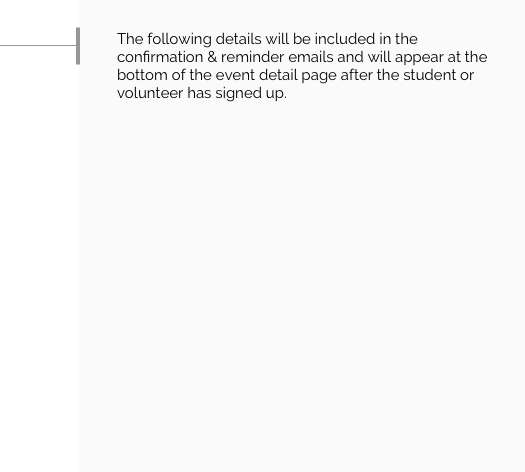 The following details will be included in the
confirmation & reminder emails and will appear at the
bottom of the event detail page after the student or
volunteer has signed up.